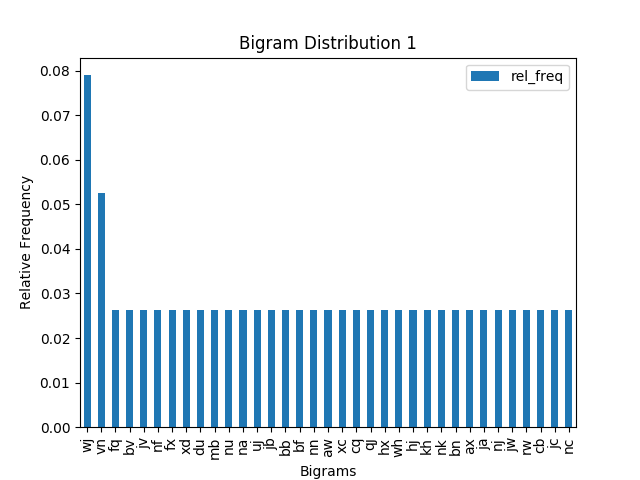 Bigram Distribution 1
rel_freq
Relative Frequency
0.08
0.07
0.06
0.05
0.04
0.03
0.02
0.01
0.00
wj vn fq bv jv nf fx xd du mb nu na uj jb bb bf nn aw xc cq qj hx wh hj kh nk bn ax ja nj jw rw cb jc nc
Bigrams